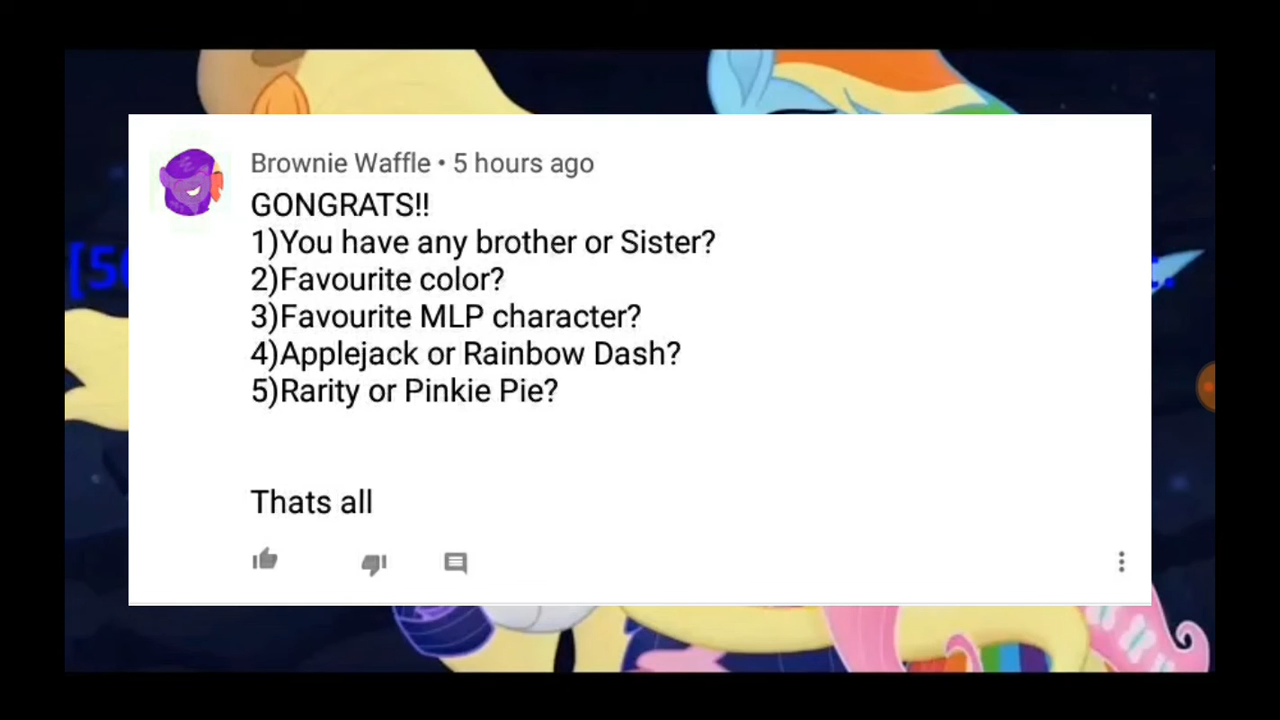 Brownie Waffle • 5 hours ago
GONGRATS!!
1)You have any brother or Sister?
2)Favourite color?
3)Favourite MLP character?
4)Applejack or Rainbow Dash?
5)Rarity or Pinkie Pie?
Thats all